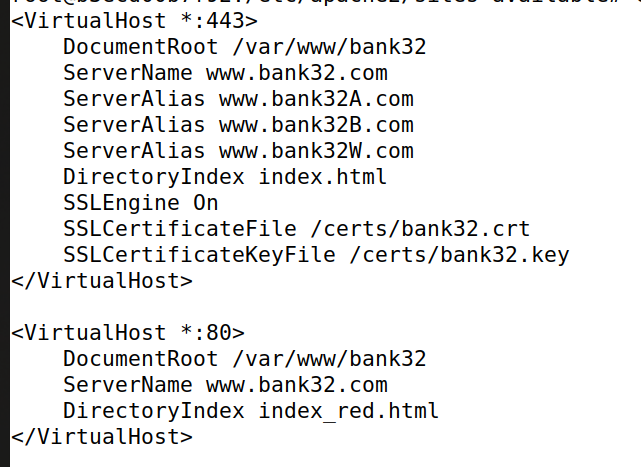 <VirtualHost *:443>
    DocumentRoot /var/www/bank32
    ServerName www.bank32.com
    ServerAlias www.bank32A.com
    ServerAlias www.bank32B.com
    ServerAlias www.bank32W.com
    DirectoryIndex index.html
    SSLEngine On
    SSLCertificateFile /certs/bank32.crt
    SSLCertificateKeyFile /certs/bank32.key
</VirtualHost>

<VirtualHost *:80>
    DocumentRoot /var/www/bank32
    ServerName www.bank32.com
    DirectoryIndex index_red.html
</VirtualHost>